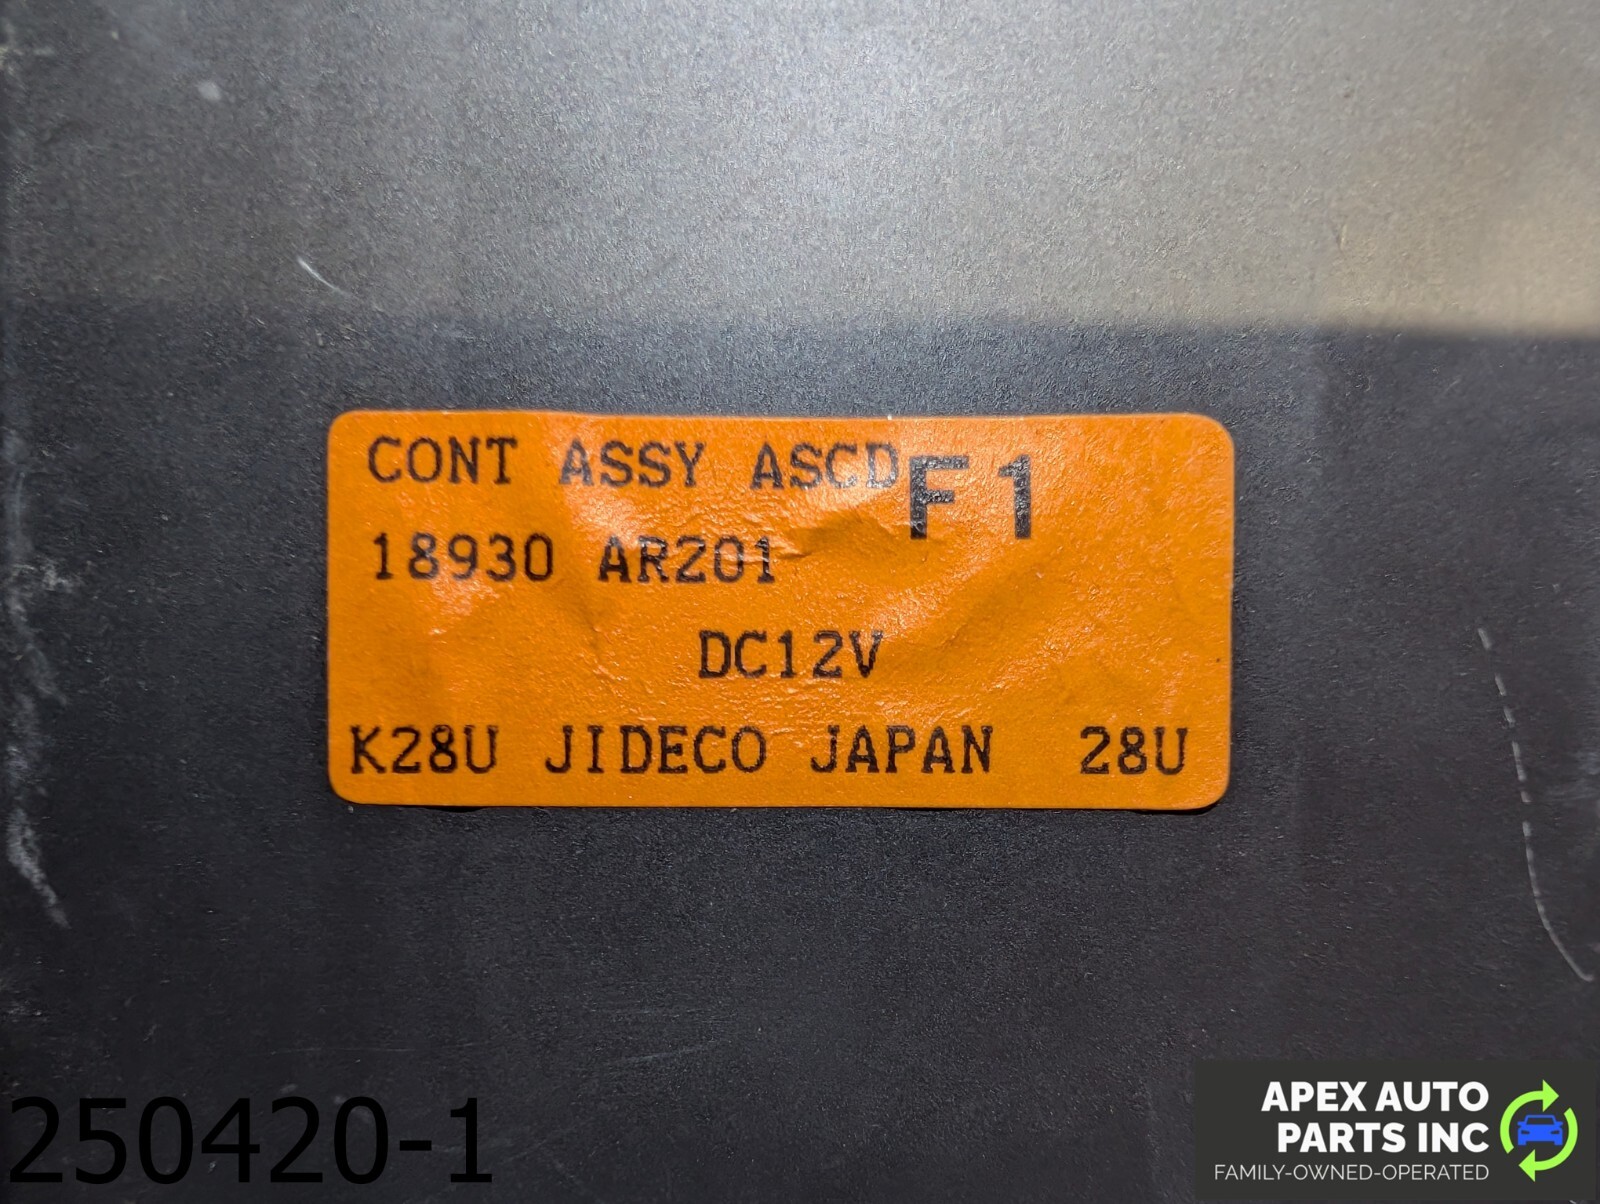 CONT ASSY ASCD F1
18930 AR201
DC12V
K28U JIDECO JAPAN 28U
250420-1
APEX AUTO
PARTS INC
FAMILY-OWNED-OPERATED